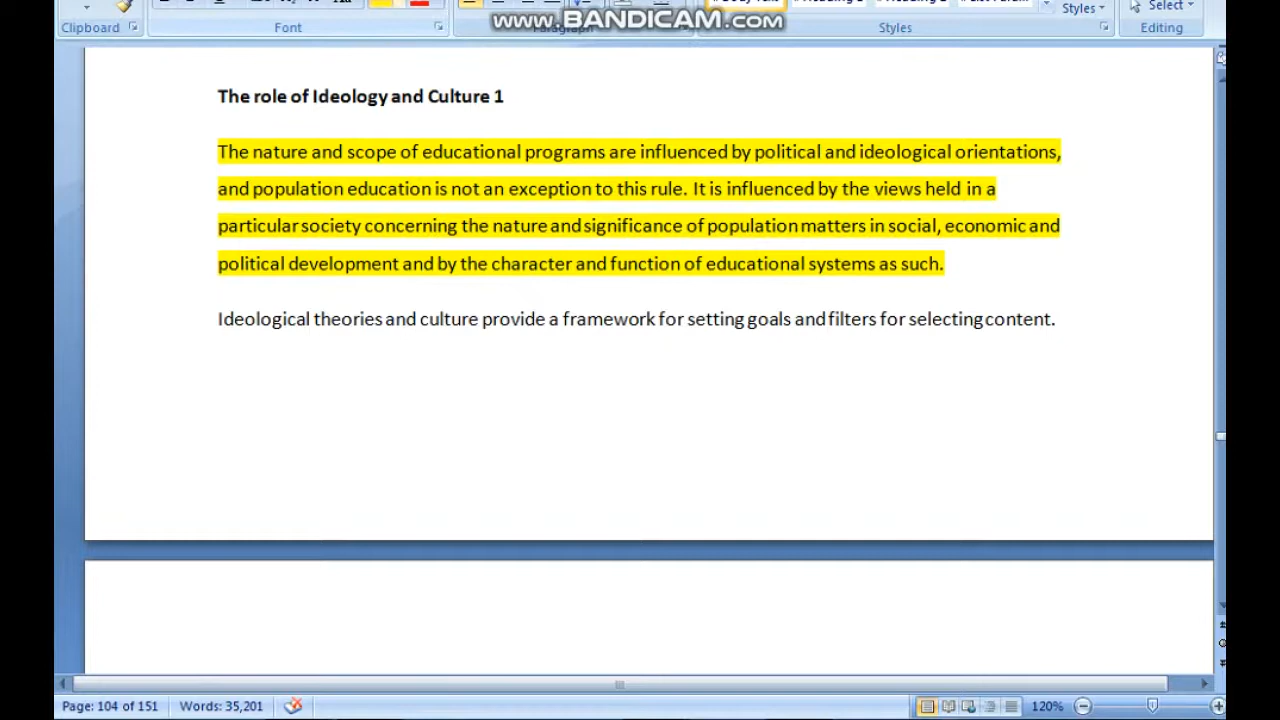 www.BANDICAM.com
Styles
Select
Clipboard
Font
Paragraph
Styles
Editing
The role of Ideology and Culture 1
The nature and scope of educational programs are influenced by political and ideological orientations,
and population education is not an exception to this rule. It is influenced by the views held in a
particular society concerning the nature and significance of population matters in social, economic and
political development and by the character and function of educational systems as such.
Ideological theories and culture provide a framework for setting goals and filters for selecting content.
Page: 104 of 151
Words: 35,201
120%